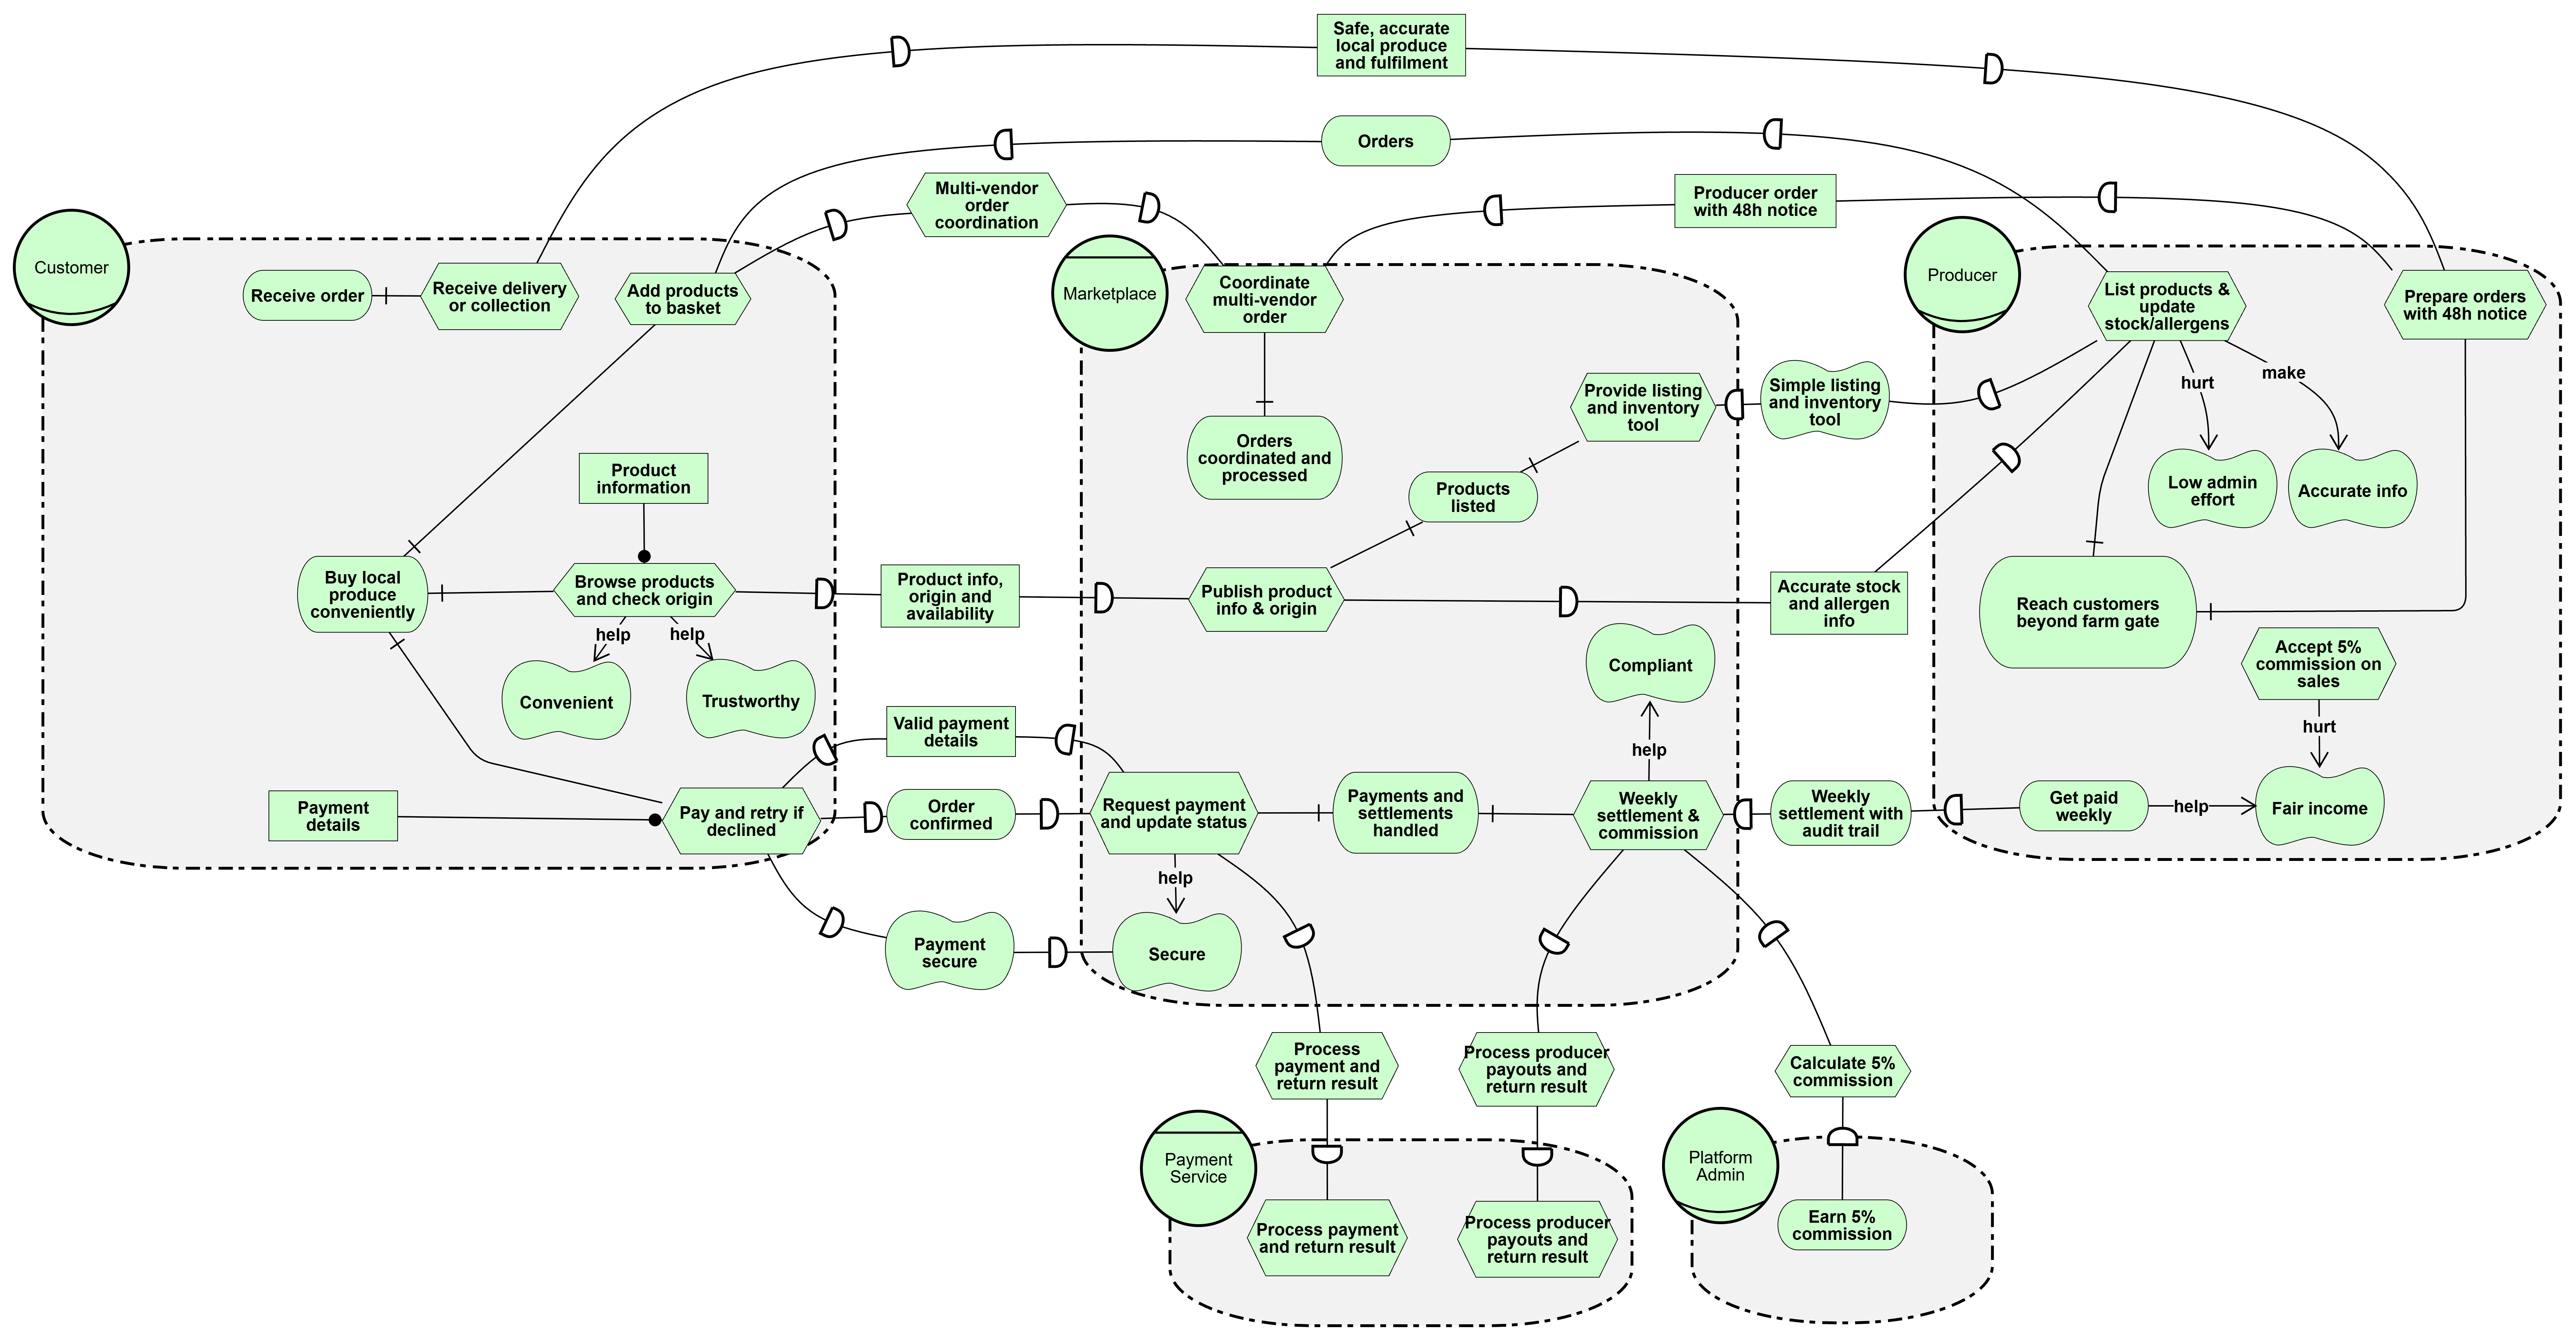 Safe, accurate
local produce
and fulfilment
Orders
Multi-vendor
order
coordination
Producer order
with 48h notice
Customer
Receive order
Receive delivery
or collection
Add products
to basket
Product
information
Buy local
produce
conveniently
Browse products
and check origin
help
help
Convenient
Trustworthy
Payment
details
Pay and retry if
declined
Product info,
origin and
availability
Valid payment
details
Order
confirmed
Payment
secure
Marketplace
Coordinate
multi-vendor
order
Orders
coordinated and
processed
Provide listing
and inventory
tool
Products
listed
Publish product
info & origin
Compliant
help
Request payment
and update status
Payments and
settlements
handled
Weekly
settlement &
commission
help
Secure
Simple listing
and inventory
tool
Accurate stock
and allergen
info
Weekly
settlement with
audit trail
Producer
List products &
update
stock/allergens
Prepare orders
with 48h notice
hurt
make
Low admin
effort
Accurate info
Reach customers
beyond farm gate
Accept 5%
commission on
sales
hurt
Get paid
weekly
help
Fair income
Process
payment and
return result
Process producer
payouts and
return result
Calculate 5%
commission
Payment
Service
Process payment
and return result
Process producer
payouts and
return result
Platform
Admin
Earn 5%
commission